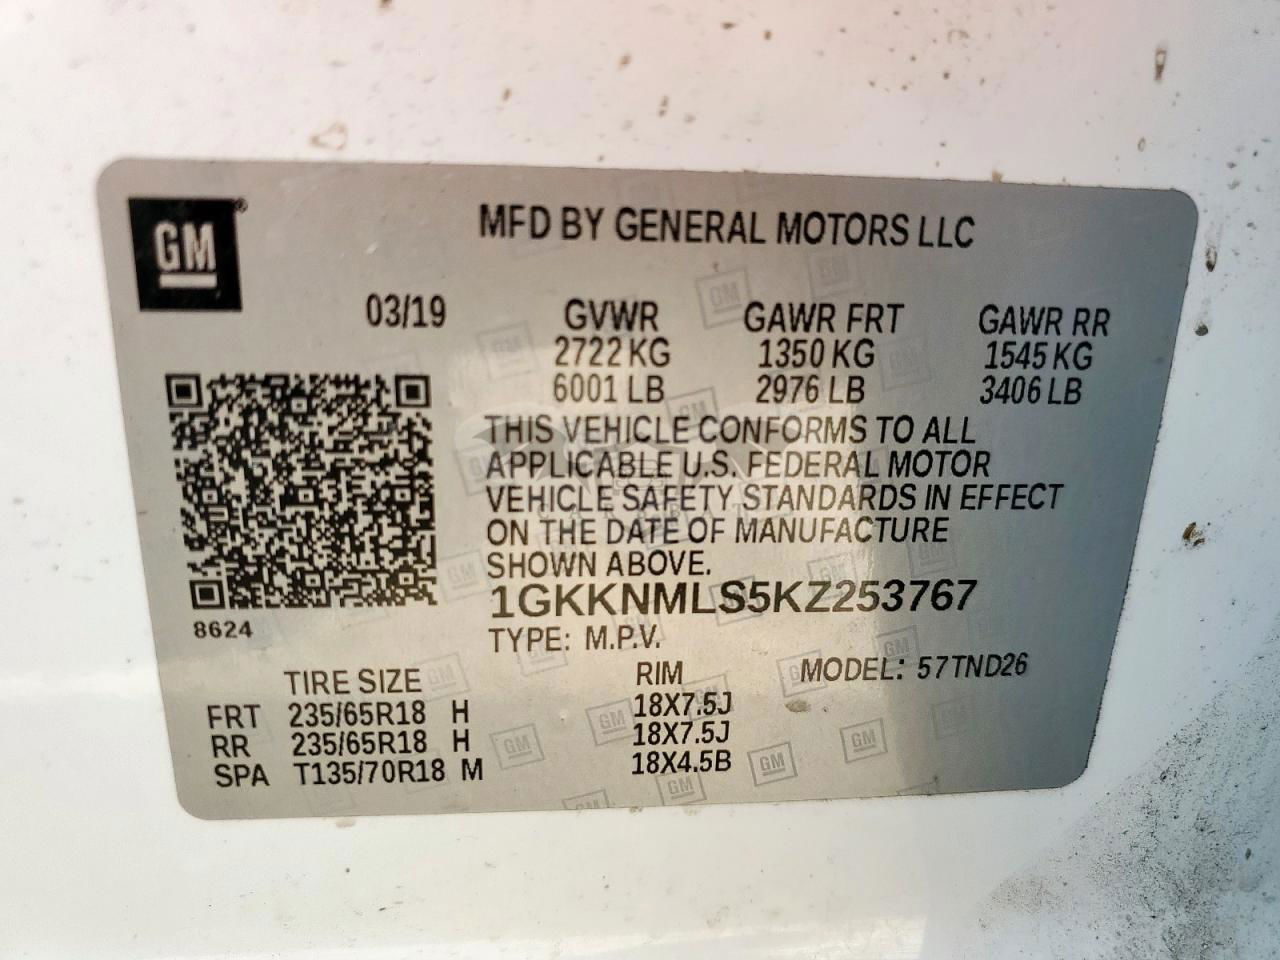 GM®
MFD BY GENERAL MOTORS LLC
03/19 GVWR GAWR FRT GAWR RR
2722 KG 1350 KG 1545 KG
6001 LB 2976 LB 3406 LB
THIS VEHICLE CONFORMS TO ALL
APPLICABLE U.S. FEDERAL MOTOR
VEHICLE SAFETY STANDARDS IN EFFECT
ON THE DATE OF MANUFACTURE
SHOWN ABOVE.
1GKKNMLS5KZ253767
8624
TYPE: M.P.V.
TIRE SIZE RIM MODEL: 57TND26
FRT 235/65R18 H 18X7.5J
RR 235/65R18 H 18X7.5J
SPA T135/70R18 M 18X4.5B